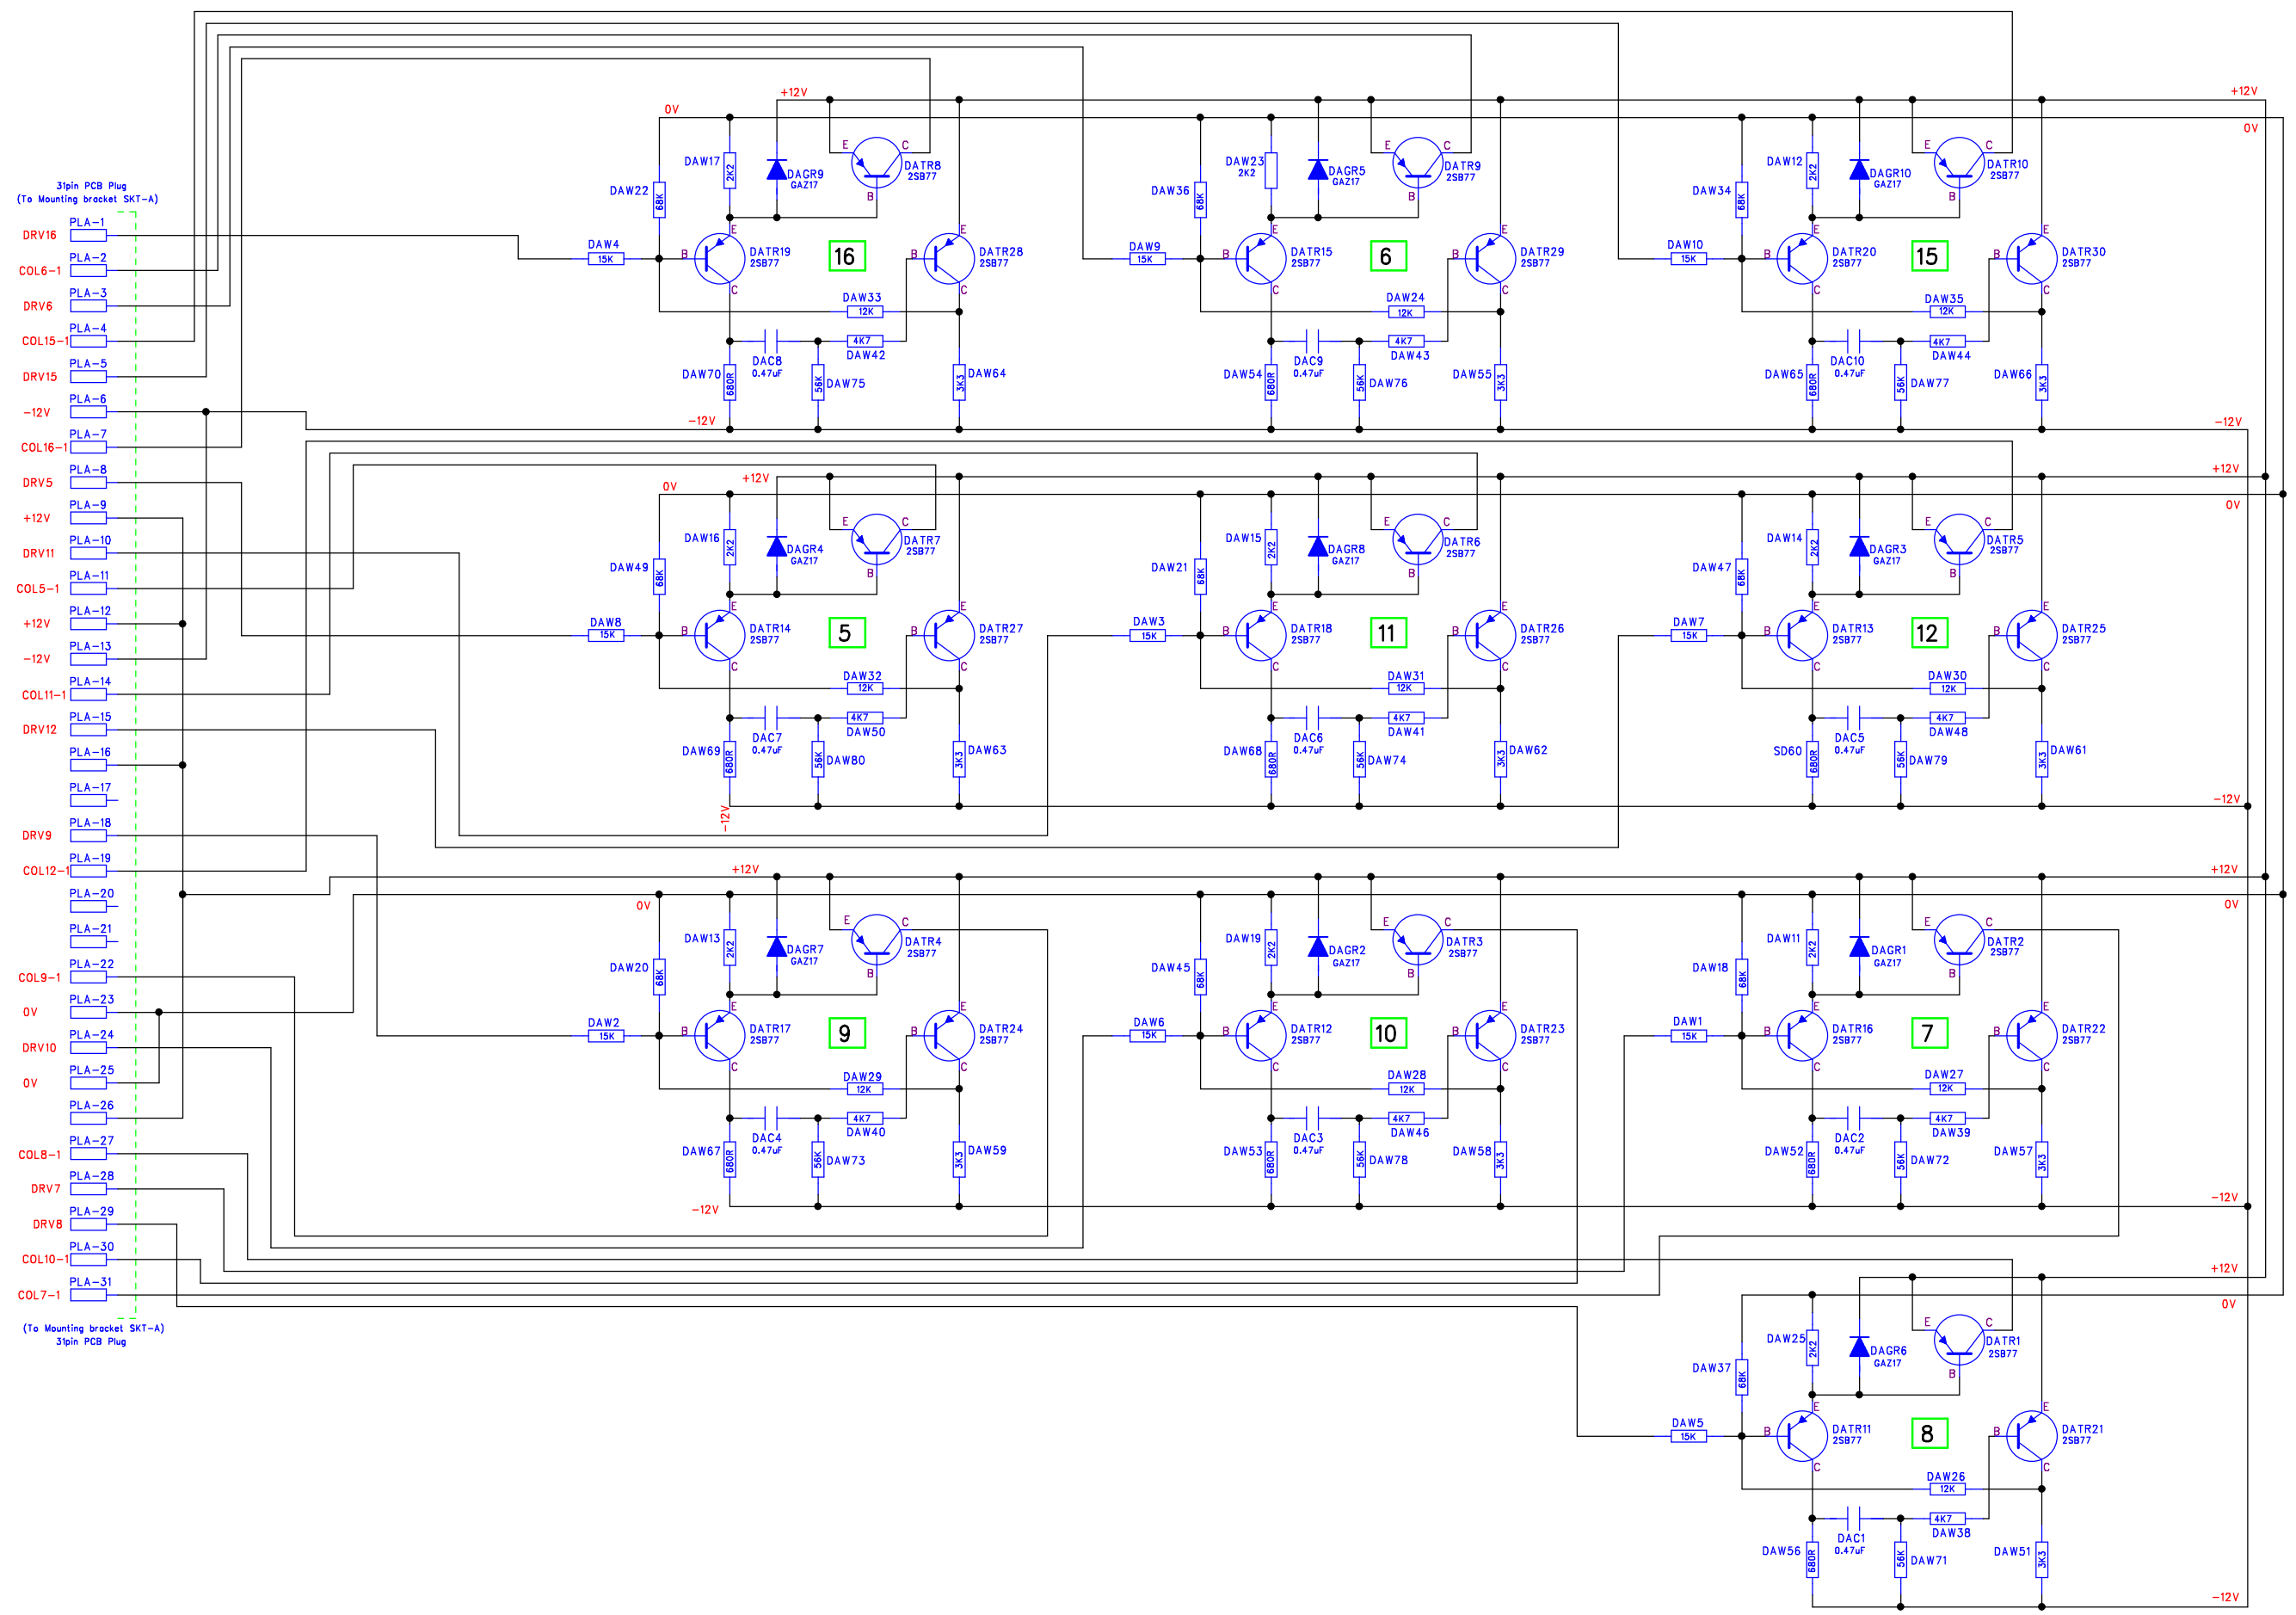 31pin PCB Plug
(To Mounting bracket SKT-A)
PLA-1
DRV16
PLA-2
COL6-1
PLA-3
DRV6
PLA-4
COL15-1
PLA-5
DRV15
PLA-6
-12V
PLA-7
COL16-1
PLA-8
DRV5
PLA-9
+12V
PLA-10
DRV11
PLA-11
COL5-1
PLA-12
+12V
PLA-13
-12V
PLA-14
COL11-1
PLA-15
DRV12
PLA-16
PLA-17
PLA-18
DRV9
PLA-19
COL12-1
PLA-20
PLA-21
PLA-22
COL9-1
PLA-23
0V
PLA-24
DRV10
PLA-25
0V
PLA-26
PLA-27
COL8-1
PLA-28
DRV7
PLA-29
DRV8
PLA-30
COL10-1
PLA-31
COL7-1
(To Mounting bracket SKT-A)
31pin PCB Plug
+12V
0V
+12V
0V
DAW17
2K2
DAW22
68K
DAGR9
GAZ17
E
C
B
DATR8
2SB77
DAW4
15K
B
E
C
DATR19
2SB77
16
B
E
C
DATR28
2SB77
DAW33
12K
DAC8
0.47uF
4K7
DAW42
DAW70
680R
56K
DAW75
3K3
DAW64
-12V
DAW23
2K2
DAW36
68K
DAGR5
GAZ17
E
C
B
DATR9
2SB77
DAW9
15K
B
E
C
DATR15
2SB77
6
B
E
C
DATR29
2SB77
DAW24
12K
DAC9
0.47uF
4K7
DAW43
DAW54
680R
56K
DAW76
DAW55
3K3
DAW12
2K2
DAW34
68K
DAGR10
GAZ17
E
C
B
DATR10
2SB77
DAW10
15K
B
E
C
DATR20
2SB77
15
B
E
C
DATR30
2SB77
DAW35
12K
DAC10
0.47uF
4K7
DAW44
DAW65
680R
56K
DAW77
DAW66
3K3
-12V
0V
+12V
+12V
0V
DAW16
2K2
DAW49
68K
DAGR4
GAZ17
E
C
B
DATR7
2SB77
DAW8
15K
B
E
C
DATR14
2SB77
5
B
E
C
DATR27
2SB77
DAW32
12K
DAC7
0.47uF
4K7
DAW50
DAW69
680R
56K
DAW80
3K3
DAW63
-12V
DAW15
2K2
DAW21
68K
DAGR8
GAZ17
E
C
B
DATR6
2SB77
DAW3
15K
B
E
C
DATR18
2SB77
11
B
E
C
DATR26
2SB77
DAW31
12K
DAC6
0.47uF
4K7
DAW41
DAW68
680R
56K
DAW74
3K3
DAW62
DAW14
2K2
DAW47
68K
DAGR3
GAZ17
E
C
B
DATR5
2SB77
DAW7
15K
B
E
C
DATR13
2SB77
12
B
E
C
DATR25
2SB77
DAW30
12K
DAC5
0.47uF
4K7
DAW48
SD60
680R
56K
DAW79
3K3
DAW61
-12V
+12V
0V
+12V
0V
DAW13
2K2
DAW20
68K
DAGR7
GAZ17
E
C
B
DATR4
2SB77
DAW2
15K
B
E
C
DATR17
2SB77
9
B
E
C
DATR24
2SB77
DAW29
12K
DAC4
0.47uF
4K7
DAW40
DAW67
680R
56K
DAW73
3K3
DAW59
-12V
DAW19
2K2
DAW45
68K
DAGR2
GAZ17
E
C
B
DATR3
2SB77
DAW6
15K
B
E
C
DATR12
2SB77
10
B
E
C
DATR23
2SB77
DAW28
12K
DAC3
0.47uF
4K7
DAW46
DAW53
680R
56K
DAW78
DAW58
3K3
DAW11
2K2
DAW18
68K
DAGR1
GAZ17
E
C
B
DATR2
2SB77
DAW1
15K
B
E
C
DATR16
2SB77
7
B
E
C
DATR22
2SB77
DAW27
12K
DAC2
0.47uF
4K7
DAW39
DAW52
680R
56K
DAW72
DAW57
3K3
-12V
+12V
0V
DAW25
2K2
DAW37
68K
DAGR6
GAZ17
E
C
B
DATR1
2SB77
DAW5
15K
B
E
C
DATR11
2SB77
8
B
E
C
DATR21
2SB77
DAW26
12K
DAC1
0.47uF
4K7
DAW38
DAW56
680R
56K
DAW71
DAW51
3K3
-12V